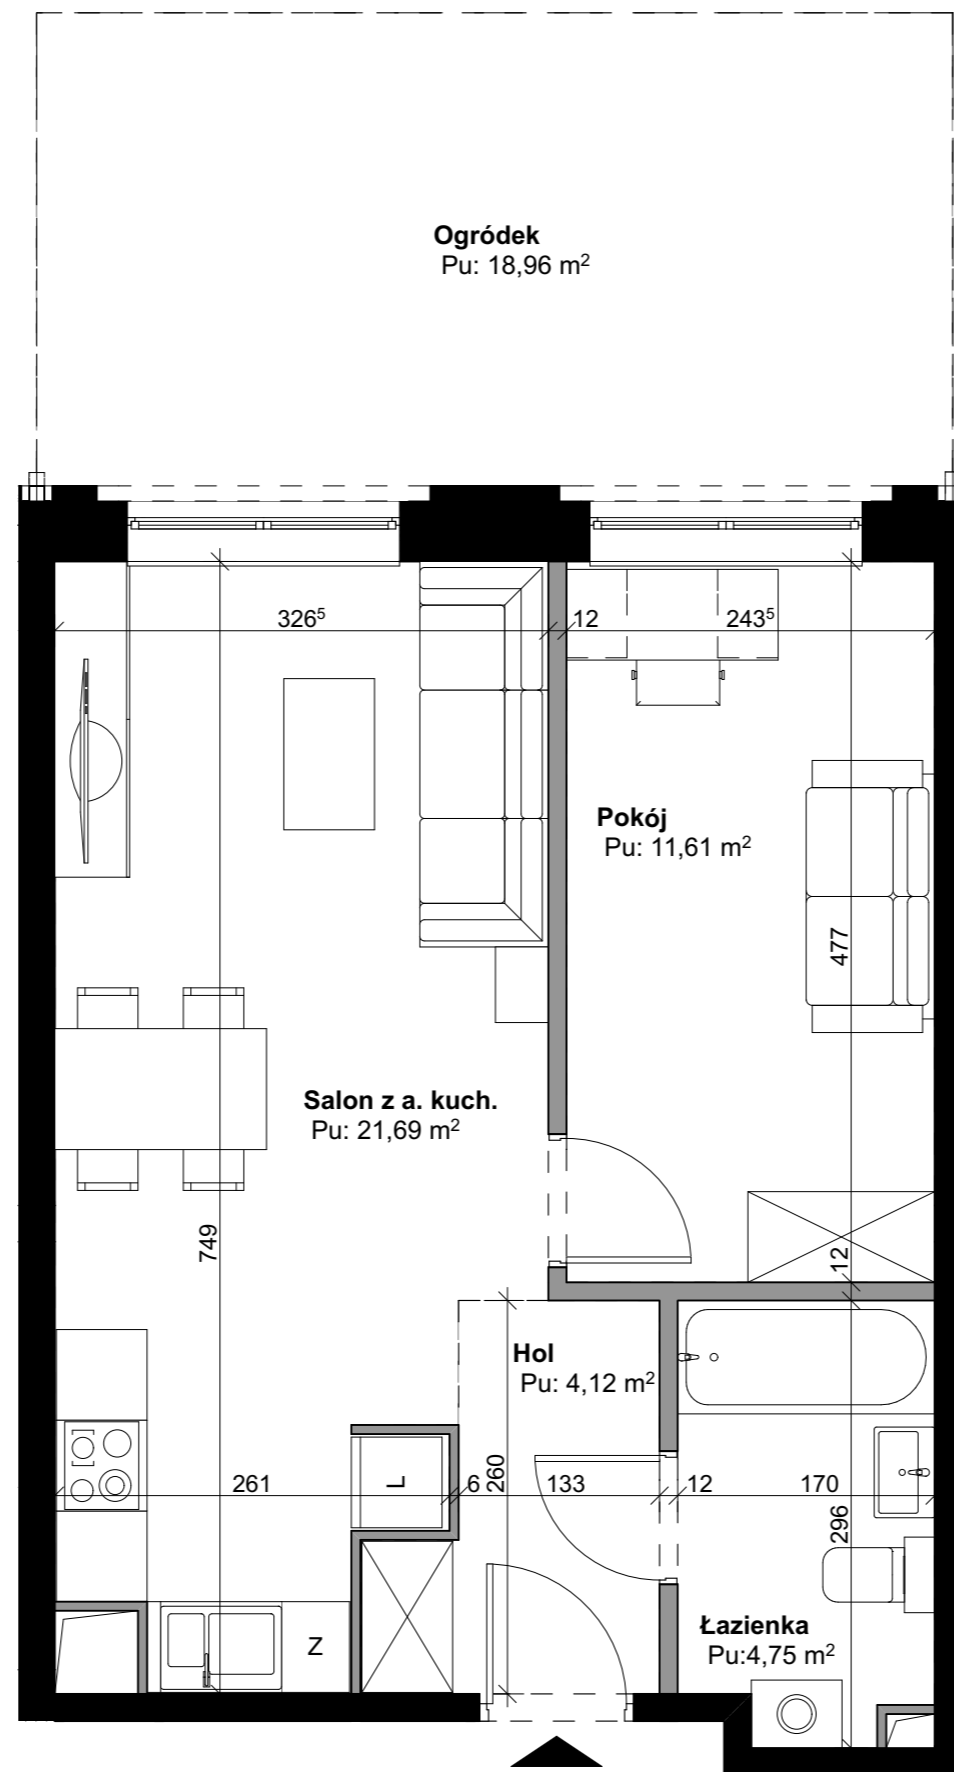 Ogródek
Pu: 18,96 m²
326⁵
12
243⁵
Pokój
Pu: 11,61 m²
477
Salon z a. kuch.
Pu: 21,69 m²
749
12
Hol
Pu: 4,12 m²
L
261
6
260
133
12
170
296
Łazienka
Pu:4,75 m²
Z